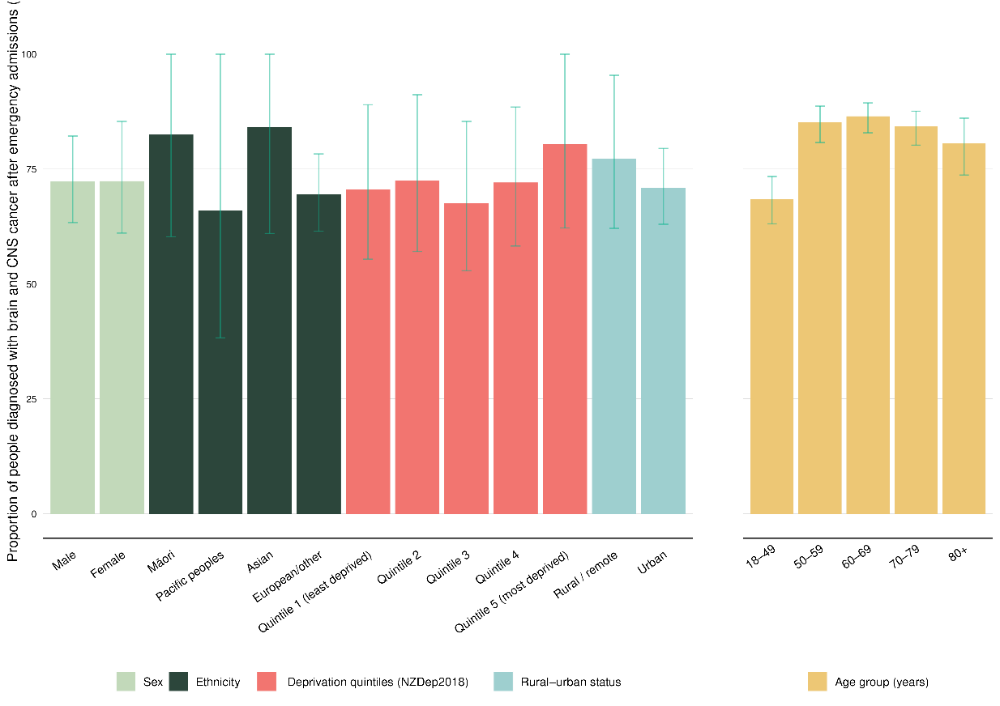 Proportion of people diagnosed with brain and CNS cancer after emergency admissions (
100
75
50
25
0
Male
Female
Māori
Pacific peoples
Asian
European/other
Quintile 1 (least deprived)
Quintile 2
Quintile 3
Quintile 4
Quintile 5 (most deprived)
Rural / remote
Urban
18–49
50–59
60–69
70–79
80+
Sex
Ethnicity
Deprivation quintiles (NZDep2018)
Rural–urban status
Age group (years)